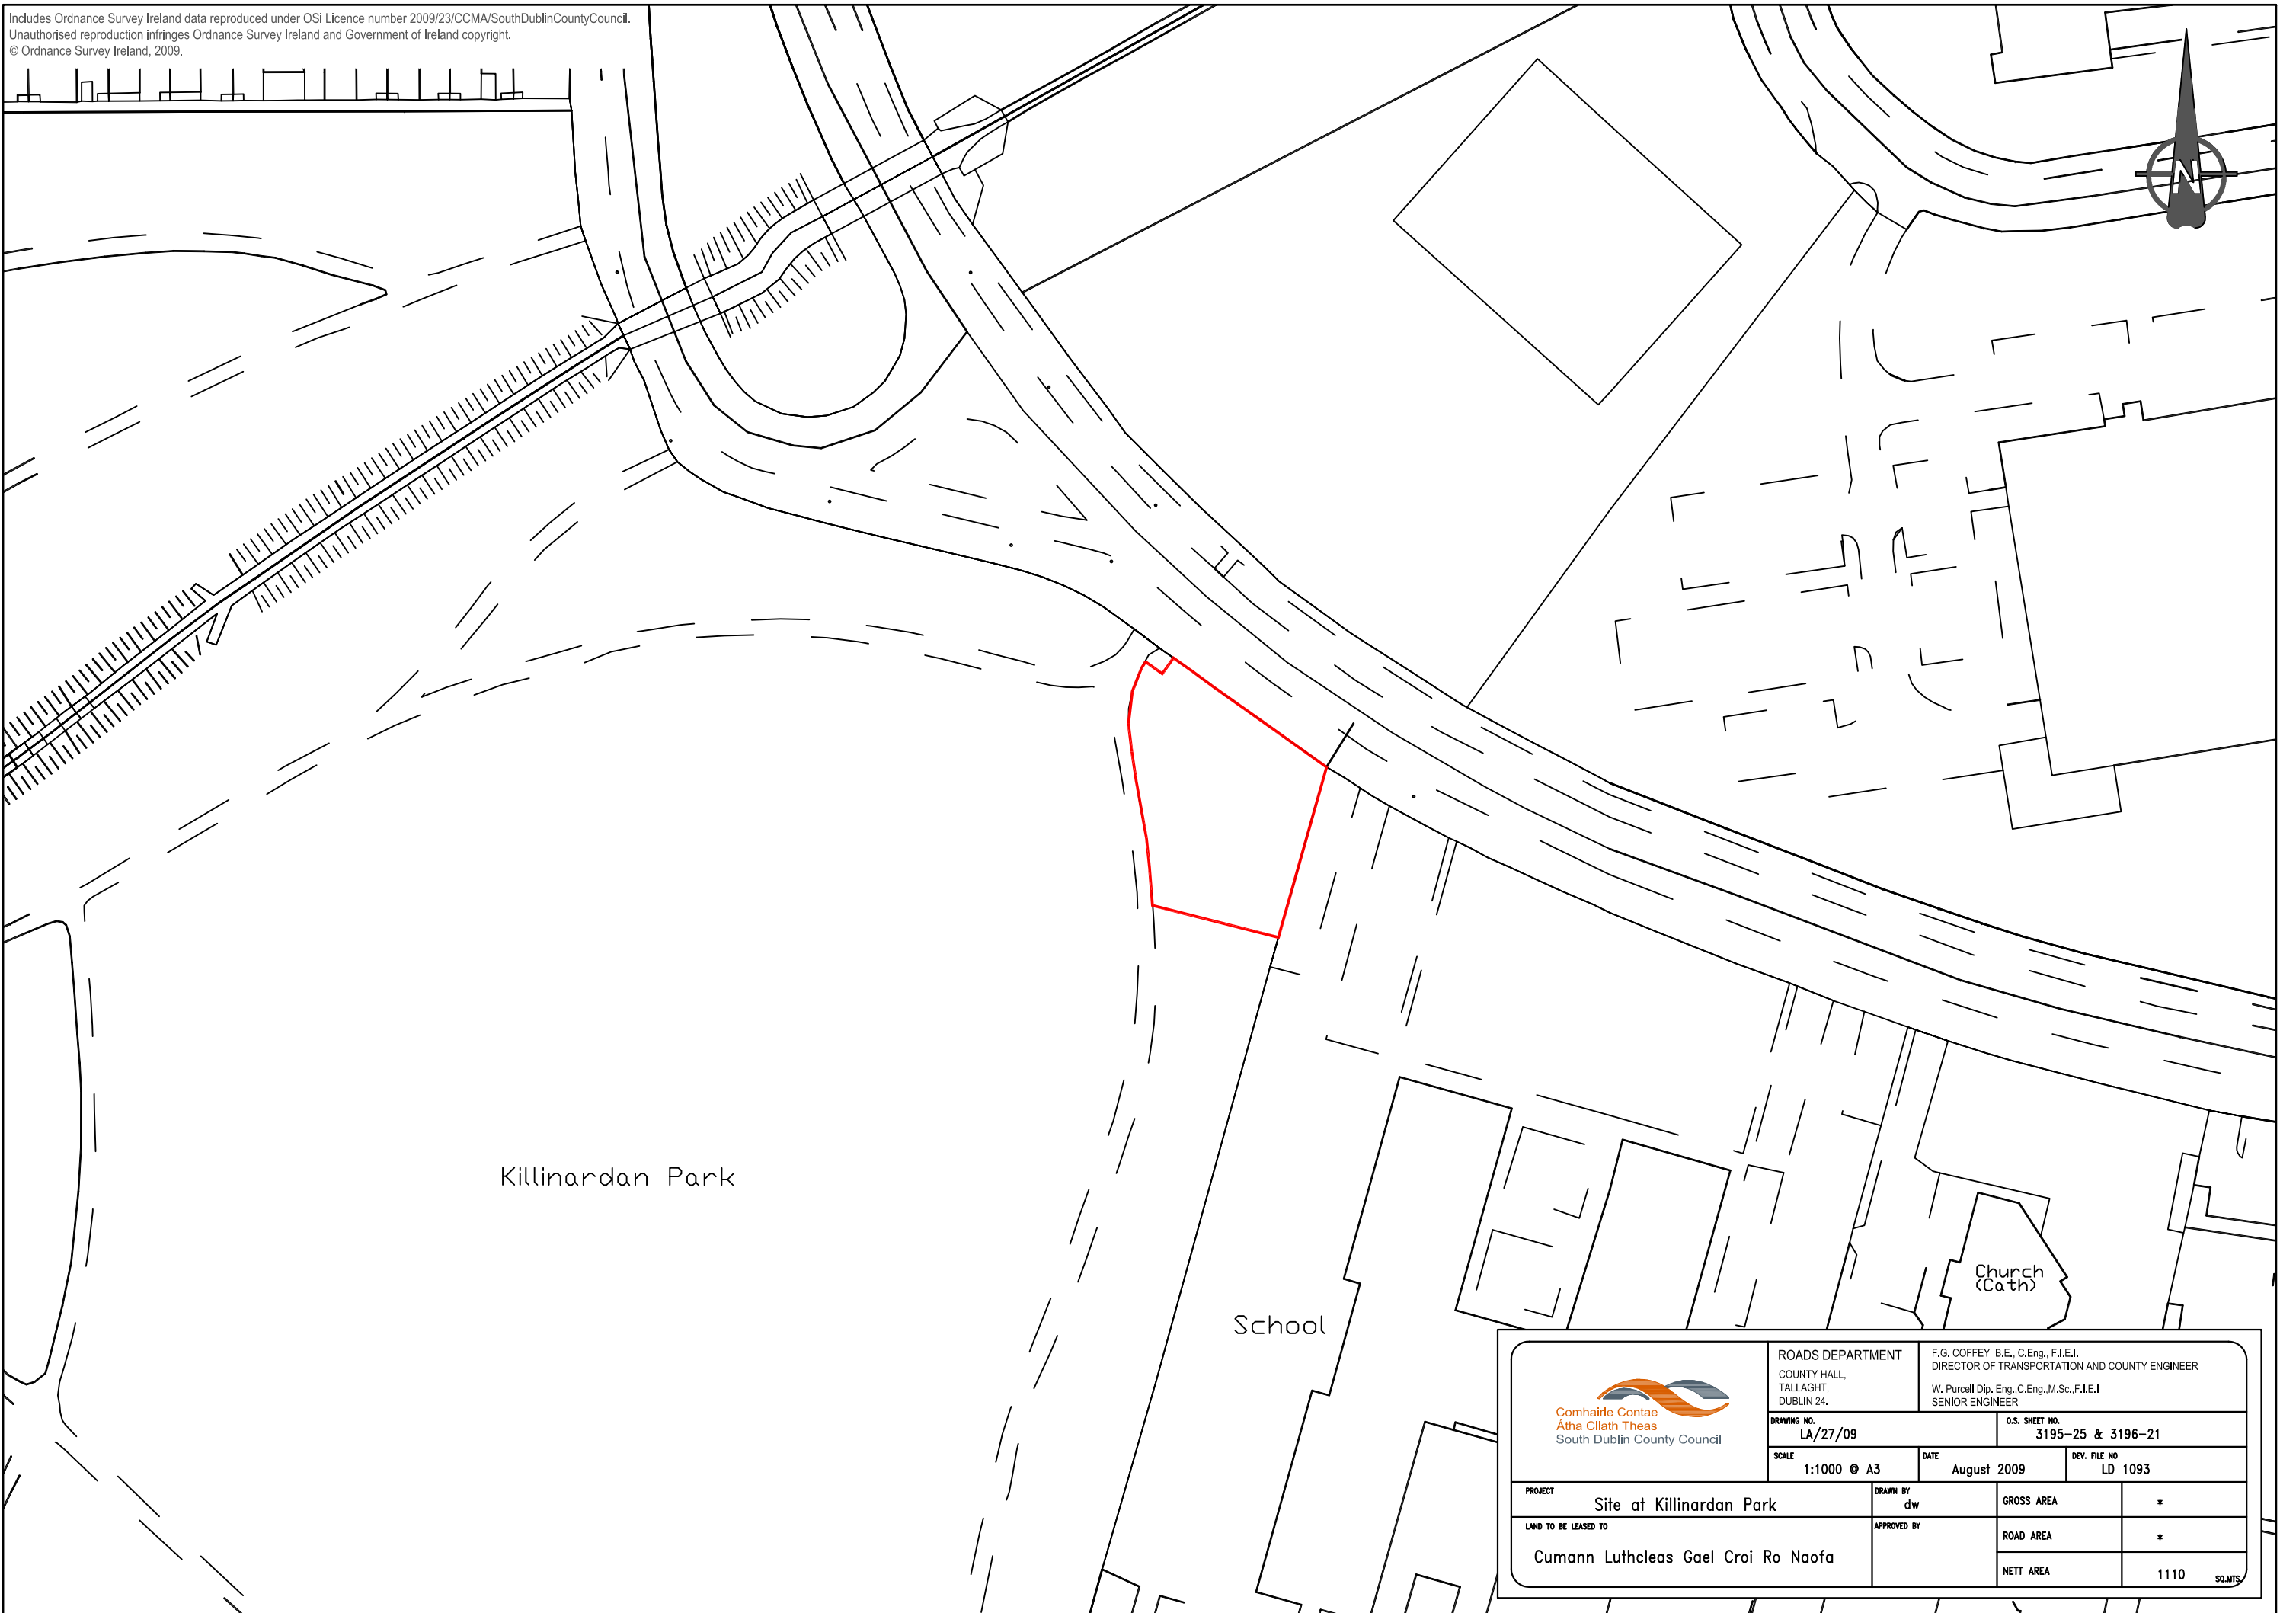 Includes Ordnance Survey Ireland data reproduced under OSi Licence number 2009/23/CCMA/SouthDublinCountyCouncil.
Unauthorised reproduction infringes Ordnance Survey Ireland and Government of Ireland copyright.
© Ordnance Survey Ireland, 2009.
N
Killinardan Park
School
Church
(Cath)
Comhairle Contae
Átha Cliath Theas
South Dublin County Council
ROADS DEPARTMENT
COUNTY HALL,
TALLAGHT,
DUBLIN 24.
F.G. COFFEY B.E., C.Eng., F.I.E.I.
DIRECTOR OF TRANSPORTATION AND COUNTY ENGINEER
W. Purcell Dip. Eng.,C.Eng.,M.Sc.,F.I.E.I
SENIOR ENGINEER
DRAWING NO.
LA/27/09
O.S. SHEET NO.
3195-25 & 3196-21
SCALE
1:1000 @ A3
DATE
August 2009
DEV. FILE NO
LD 1093
PROJECT
Site at Killinardan Park
DRAWN BY
dw
GROSS AREA
*
LAND TO BE LEASED TO
Cumann Luthcleas Gael Croi Ro Naofa
APPROVED BY
ROAD AREA
*
NETT AREA
1110 SQ.MTS